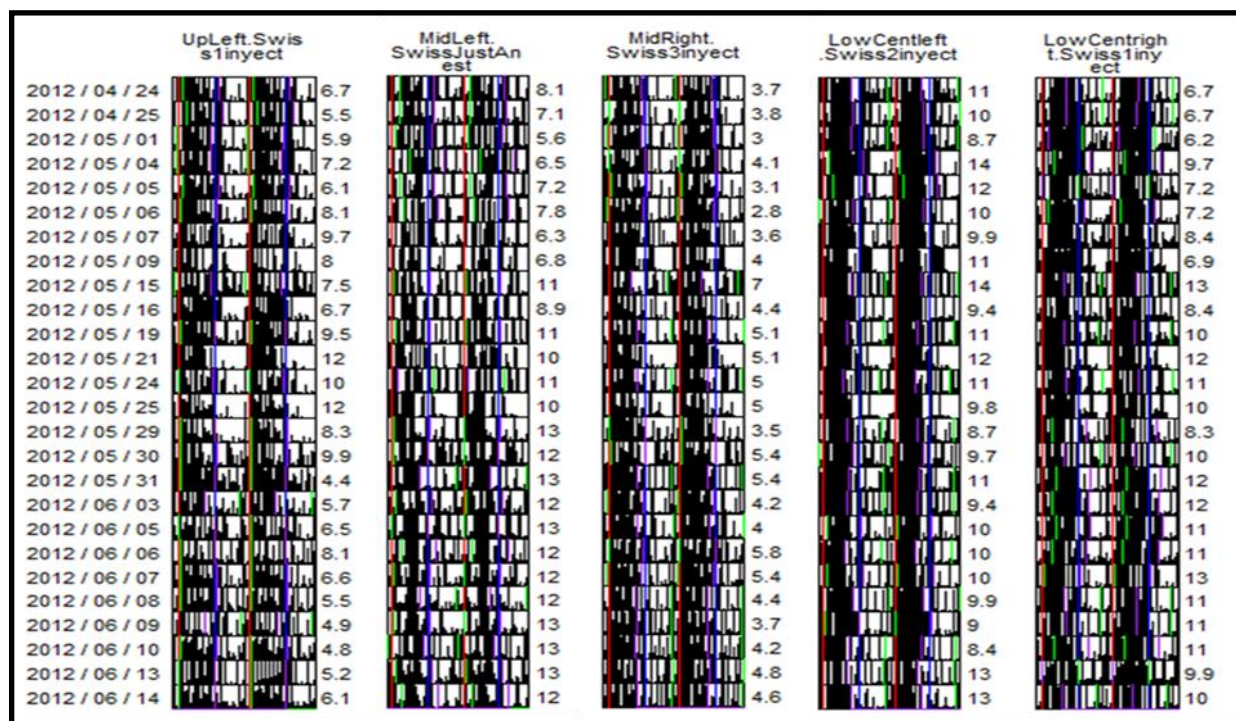 UpLeft.Swis
s1inyect
MidLeft.
SwissJustAn
est
MidRight.
Swiss3inyect
LowCentleft
.Swiss2inyect
LowCentrigh
t.Swiss1iny
ect
2012 / 04 / 24 6.7 8.1 3.7 11 6.7
2012 / 04 / 25 5.5 7.1 3.8 10 6.7
2012 / 05 / 01 5.9 5.6 3 8.7 6.2
2012 / 05 / 04 7.2 6.5 4.1 14 9.7
2012 / 05 / 05 6.1 7.2 3.1 12 7.2
2012 / 05 / 06 8.1 7.8 2.8 10 7.2
2012 / 05 / 07 9.7 6.3 3.6 9.9 8.4
2012 / 05 / 09 8 6.8 4 11 6.9
2012 / 05 / 15 7.5 11 7 14 13
2012 / 05 / 16 6.7 8.9 4.4 9.4 8.4
2012 / 05 / 19 9.5 11 5.1 11 10
2012 / 05 / 21 12 10 5.1 12 12
2012 / 05 / 24 10 11 5 11 11
2012 / 05 / 25 12 10 5 9.8 10
2012 / 05 / 29 8.3 13 3.5 8.7 8.3
2012 / 05 / 30 9.9 12 5.4 9.7 10
2012 / 05 / 31 4.4 13 5.4 11 12
2012 / 06 / 03 5.7 12 4.2 9.4 12
2012 / 06 / 05 6.5 13 4 10 11
2012 / 06 / 06 8.1 12 5.8 10 11
2012 / 06 / 07 6.6 12 5.4 10 13
2012 / 06 / 08 5.5 12 4.4 9.9 11
2012 / 06 / 09 4.9 13 3.7 9 11
2012 / 06 / 10 4.8 13 4.2 8.4 11
2012 / 06 / 13 5.2 13 4.8 13 9.9
2012 / 06 / 14 6.1 12 4.6 13 10